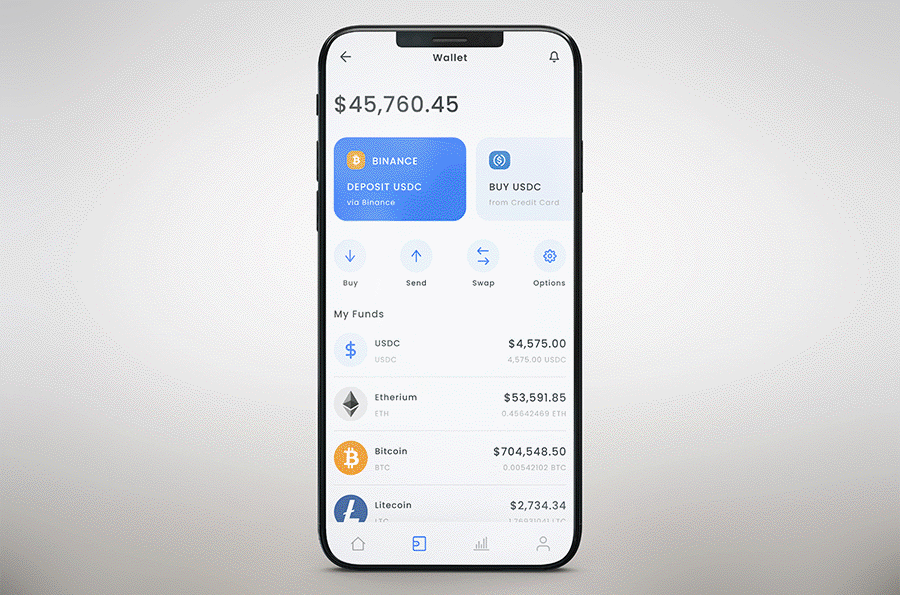 Wallet
$45,760.45
BINANCE
DEPOSIT USDC
via Binance
BUY USDC
from Credit Card
Buy
Send
Swap
Options
My Funds
USDC
$4,575.00
USDC
4,575.00 USDC
Etherium
$53,591.85
ETH
0.45642469 ETH
Bitcoin
$704,548.50
BTC
0.00542102 BTC
Litecoin
$2,734.34
LTC